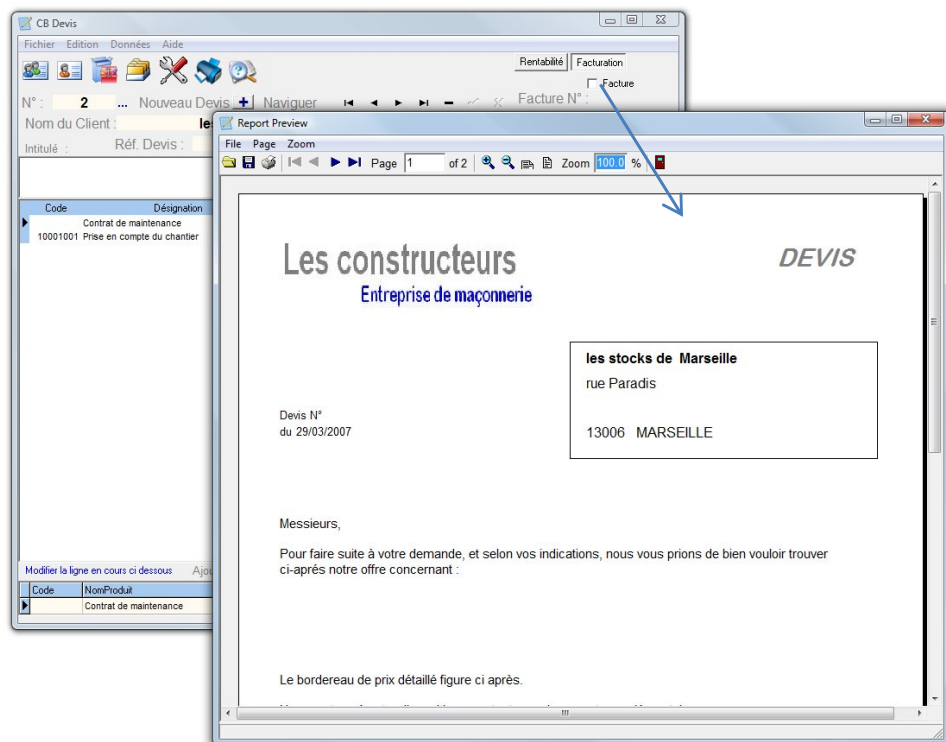 CB Devis
Fichier Edition Données Aide
Rentabilité Facturation
Facture
N° : 2 ... Nouveau Devis + Naviguer Facture N° :
Nom du Client : les
Intitulé : Réf. Devis :
Code Désignation
Contrat de maintenance
10001001 Prise en compte du chantier
Modifier la ligne en cours ci dessous Ajou
Code NomProduit
Contrat de maintenance
Report Preview
File Page Zoom
Page 1 of 2 Zoom 100.0 %
Les constructeurs
DEVIS
Entreprise de maçonnerie
les stocks de Marseille
rue Paradis
Devis N°
du 29/03/2007
13006 MARSEILLE
Messieurs,
Pour faire suite à votre demande, et selon vos indications, nous vous prions de bien vouloir trouver
ci-aprés notre offre concernant :
Le bordereau de prix détaillé figure ci après.